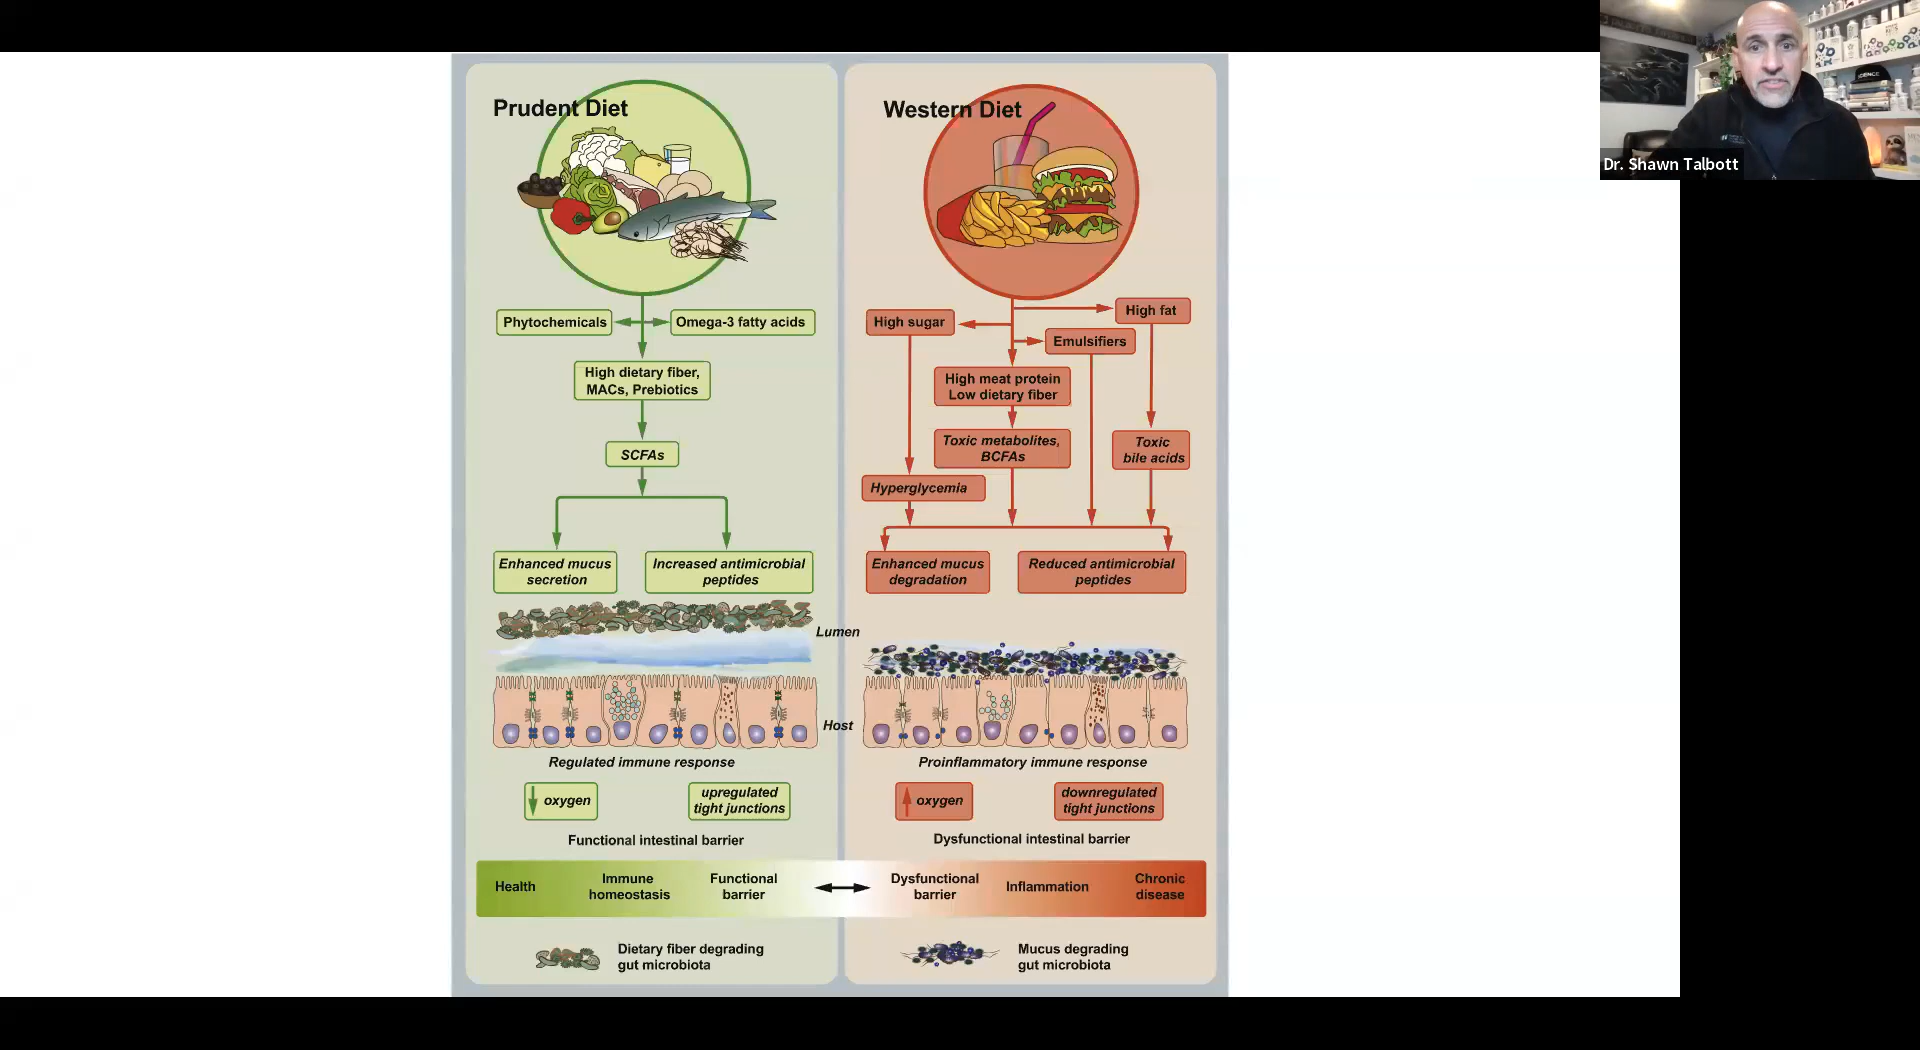 Prudent Diet
Phytochemicals
Omega-3 fatty acids
High dietary fiber,
MACs, Prebiotics
SCFAs
Enhanced mucus
secretion
Increased antimicrobial
peptides
Western Diet
High sugar
High fat
Emulsifiers
High meat protein
Low dietary fiber
Toxic metabolites,
BCFAs
Toxic
bile acids
Hyperglycemia
Enhanced mucus
degradation
Reduced antimicrobial
peptides
Lumen
Host
Regulated immune response
oxygen
upregulated
tight junctions
Functional intestinal barrier
Proinflammatory immune response
oxygen
downregulated
tight junctions
Dysfunctional intestinal barrier
Health
Immune
homeostasis
Functional
barrier
Dysfunctional
barrier
Inflammation
Chronic
disease
Dietary fiber degrading
gut microbiota
Mucus degrading
gut microbiota
Dr. Shawn Talbott